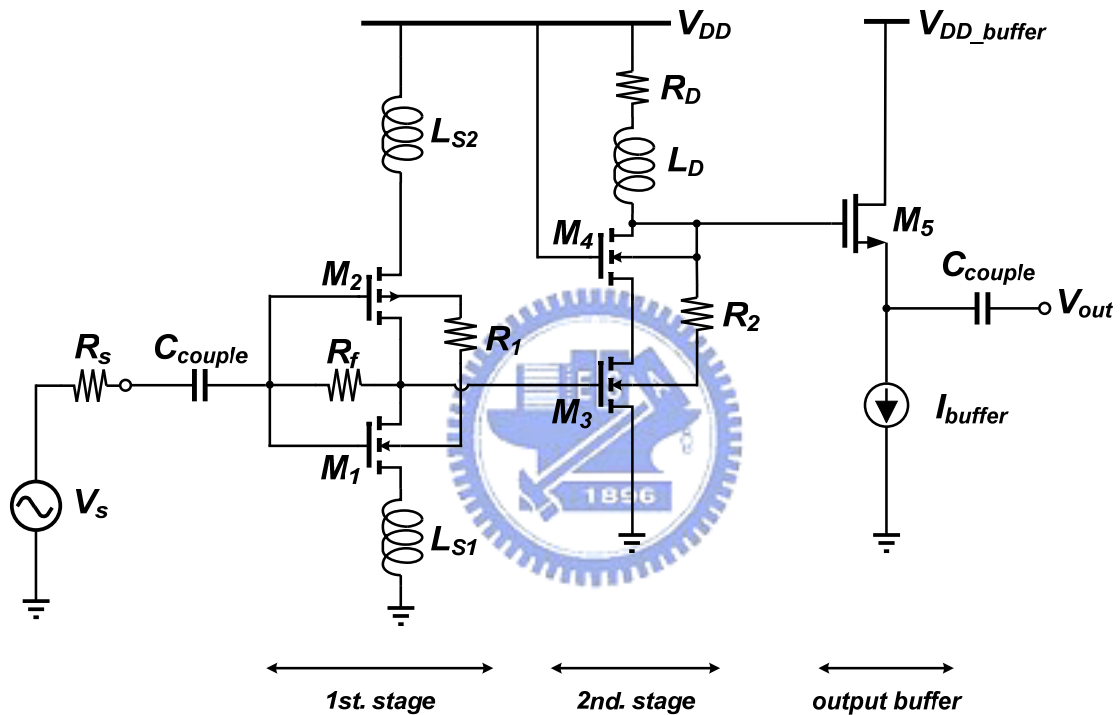 V_DD
V_DD_buffer
R_D
L_S2
L_D
M_4
M_5
M_2
C_couple
V_out
R_2
R_1
R_s
C_couple
R_f
M_3
I_buffer
M_1
1896
V_s
L_S1
1st. stage
2nd. stage
output buffer